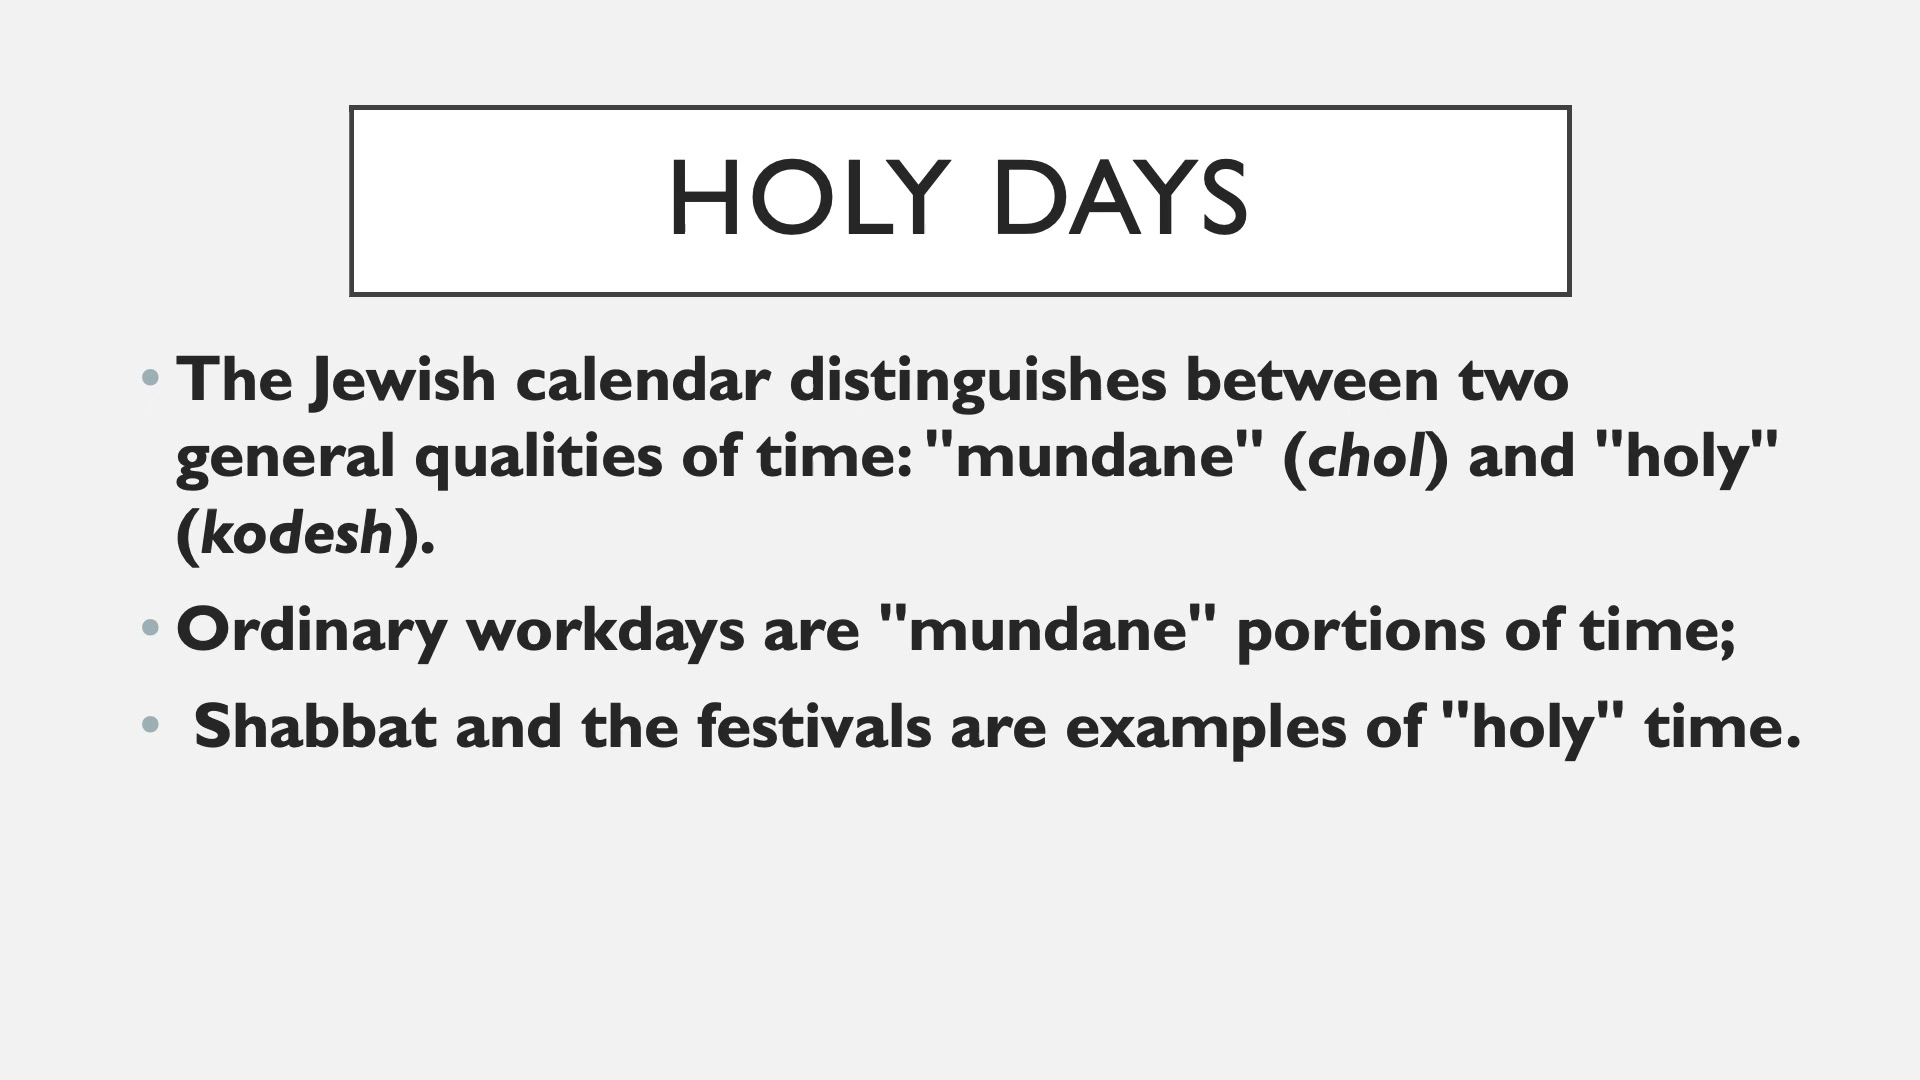 HOLY DAYS
• The Jewish calendar distinguishes between two
general qualities of time: "mundane" (chol) and "holy"
(kodesh).
• Ordinary workdays are "mundane" portions of time;
• Shabbat and the festivals are examples of "holy" time.